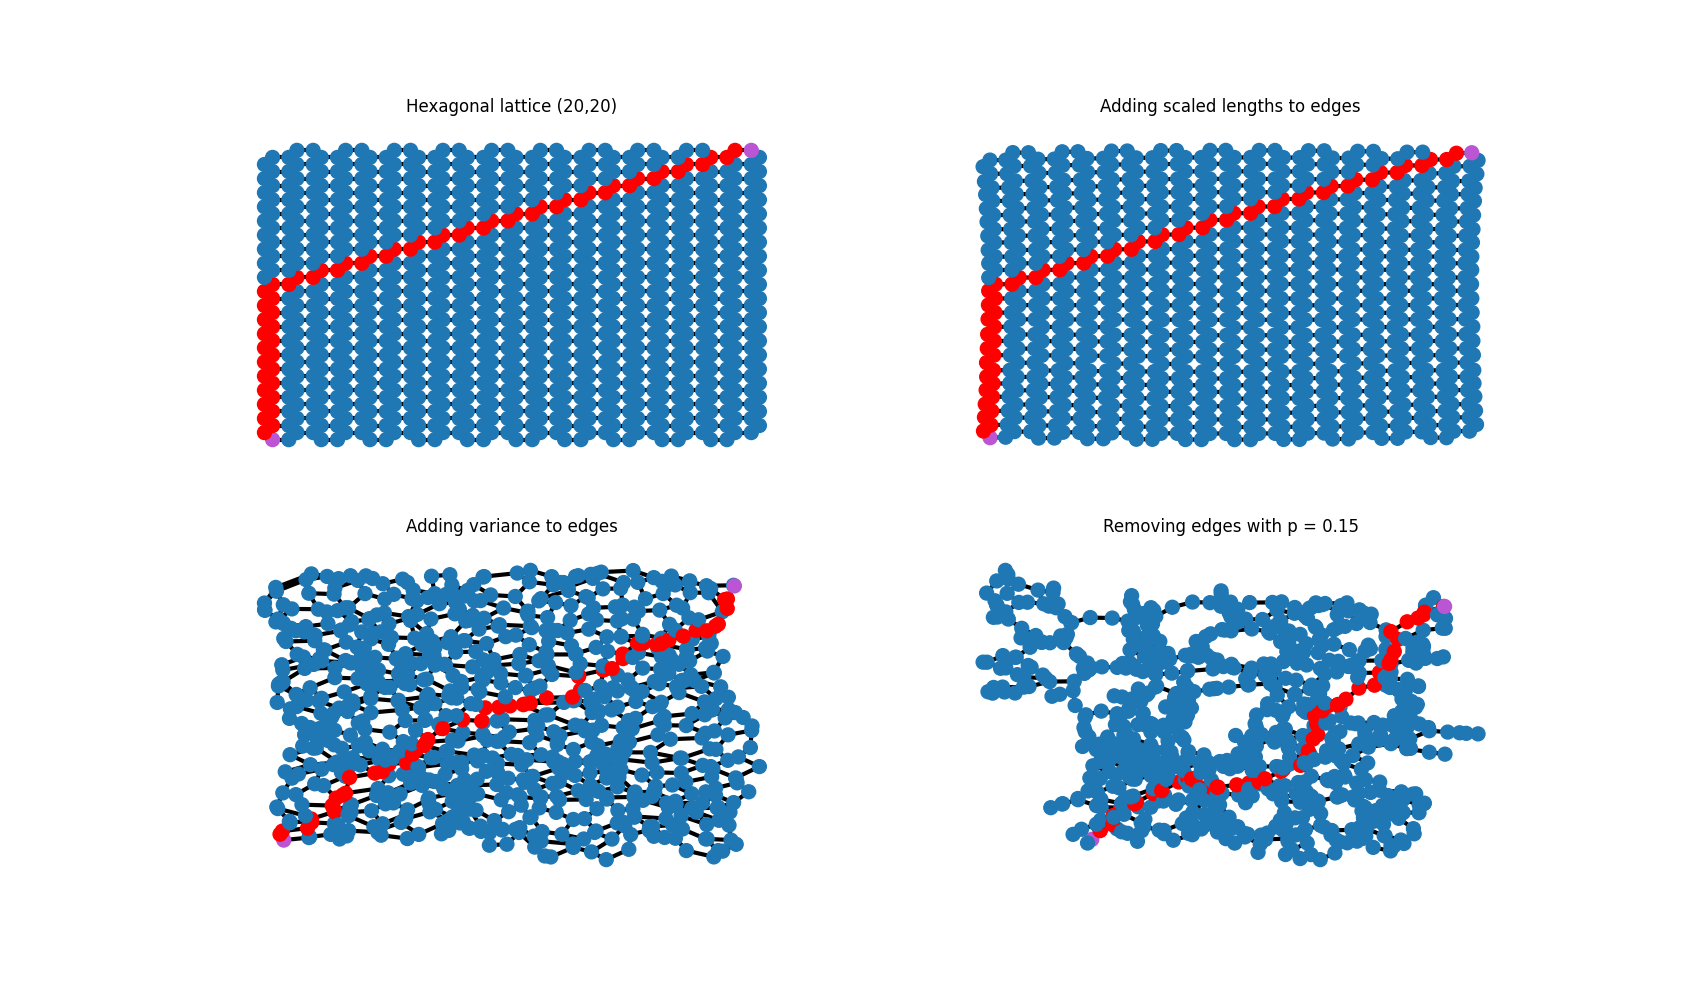 Hexagonal lattice (20,20)
Adding scaled lengths to edges
Adding variance to edges
Removing edges with p = 0.15